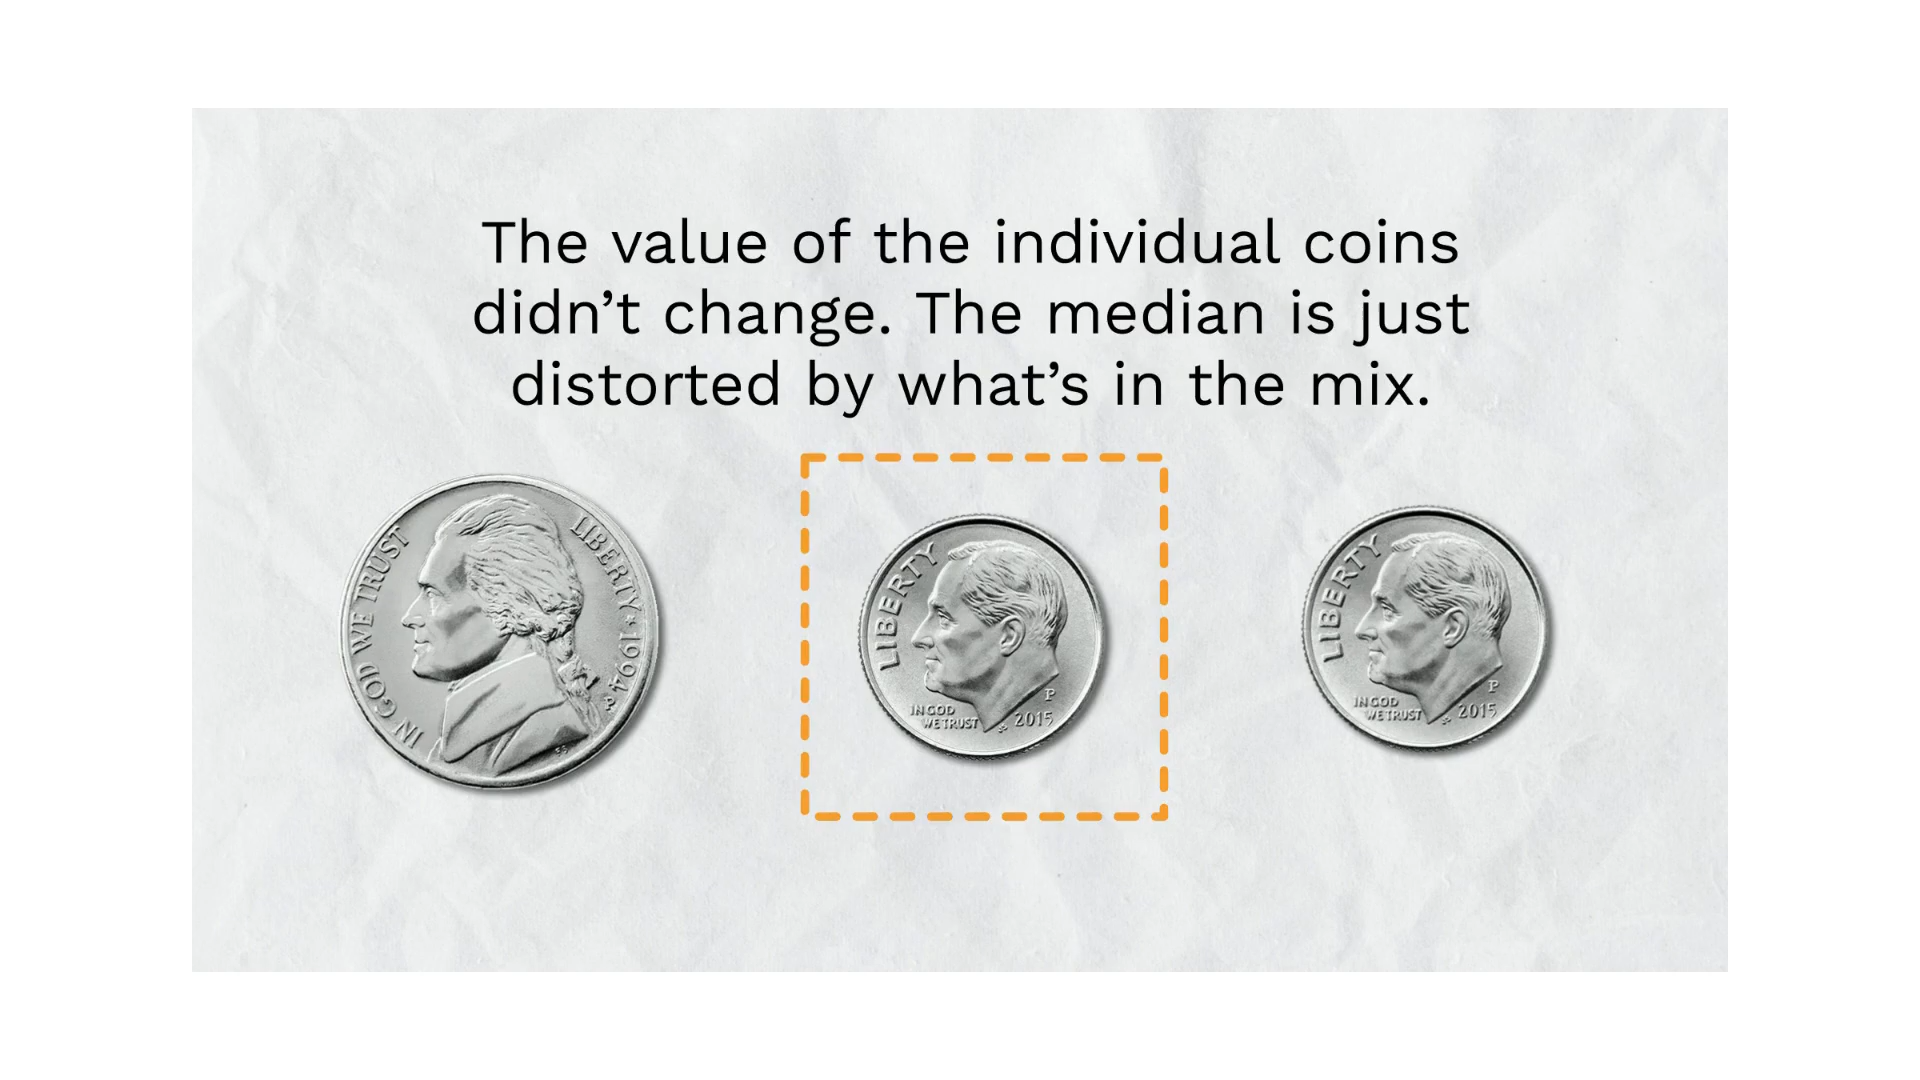 The value of the individual coins
didn’t change. The median is just
distorted by what’s in the mix.
IN GOD WE TRUST
LIBERTY★1994
P
LIBERTY
P
IN GOD
WE TRUST
2015
LIBERTY
P
IN GOD
WE TRUST
2015